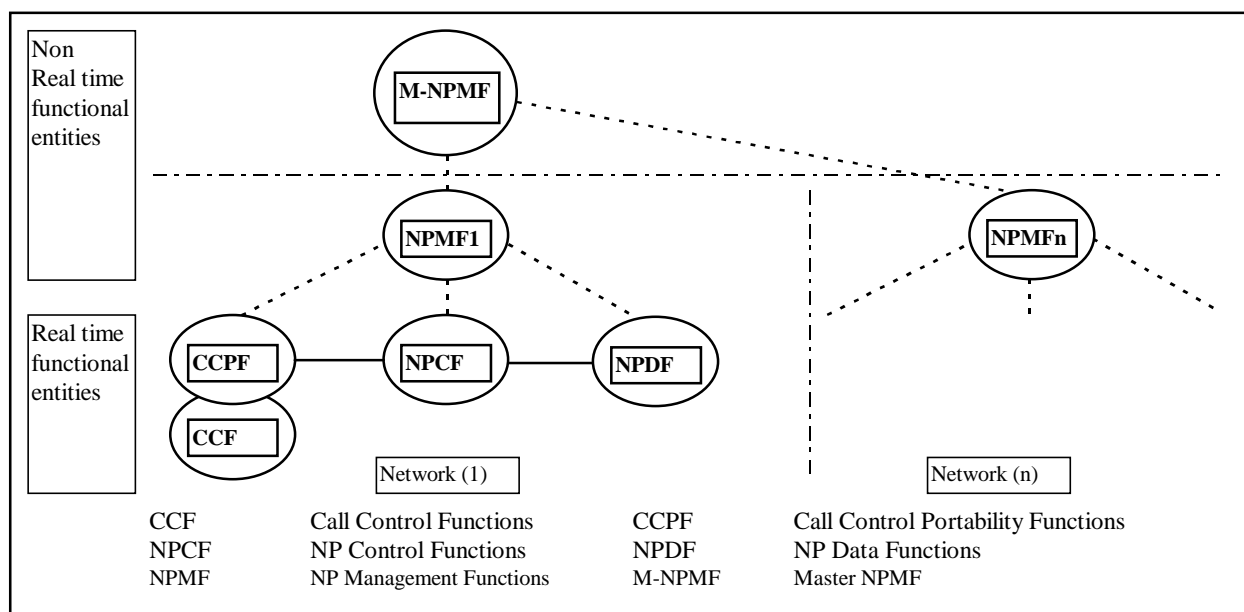 Non
Real time
functional
entities
M-NPMF
NPMF1
NPMFn
Real time
functional
entities
CCPF
NPCF
NPDF
CCF
Network (1)
Network (n)
CCF Call Control Functions CCPF Call Control Portability Functions
NPCF NP Control Functions NPDF NP Data Functions
NPMF NP Management Functions M-NPMF Master NPMF